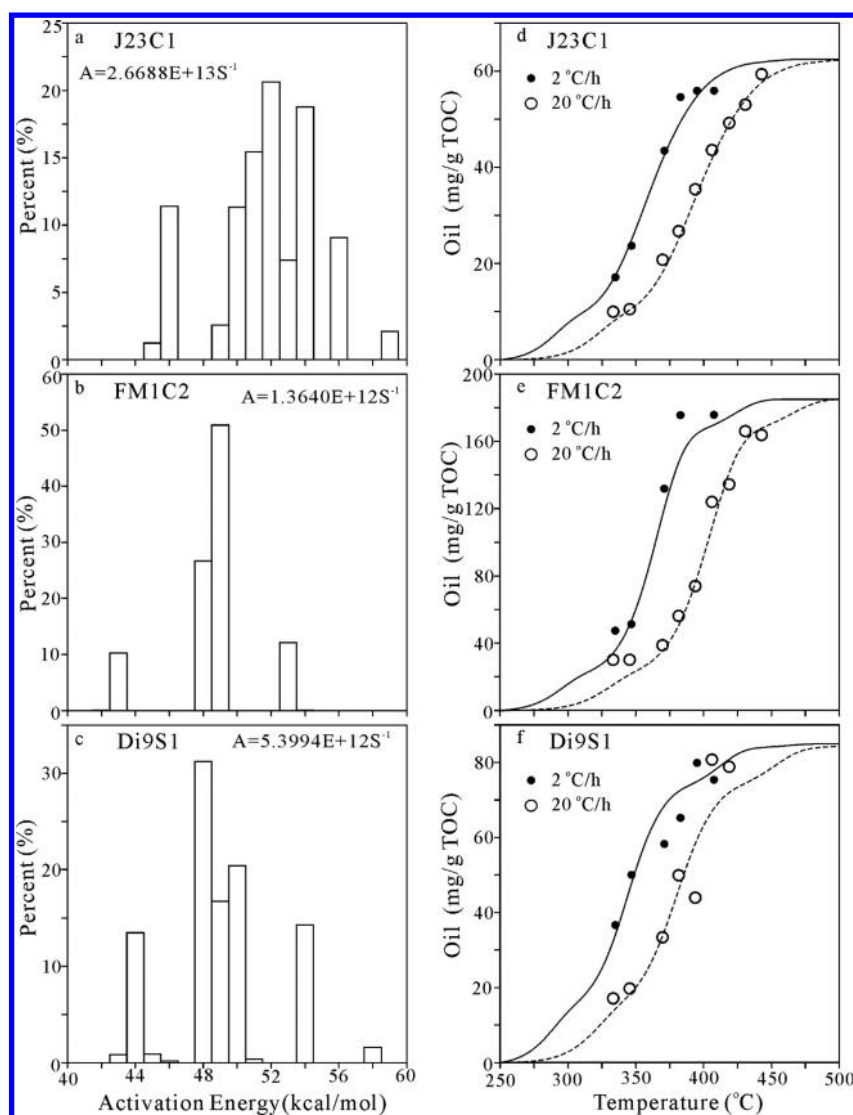 a J23C1
A=2.6688E+13S⁻¹
25
20
15
10
5
0
Percent (%)
d J23C1
2 °C/h
20 °C/h
60
40
20
0
Oil (mg/g TOC)
b FM1C2
A=1.3640E+12S⁻¹
60
50
40
30
20
10
0
Percent (%)
e FM1C2
2 °C/h
20 °C/h
200
160
120
80
40
0
Oil (mg/g TOC)
c Di9S1
A=5.3994E+12S⁻¹
30
20
10
0
Percent (%)
40 44 48 52 56 60
Activation Energy(kcal/mol)
f Di9S1
2 °C/h
20 °C/h
80
60
40
20
0
Oil (mg/g TOC)
250 300 350 400 450 500
Temperature (°C)